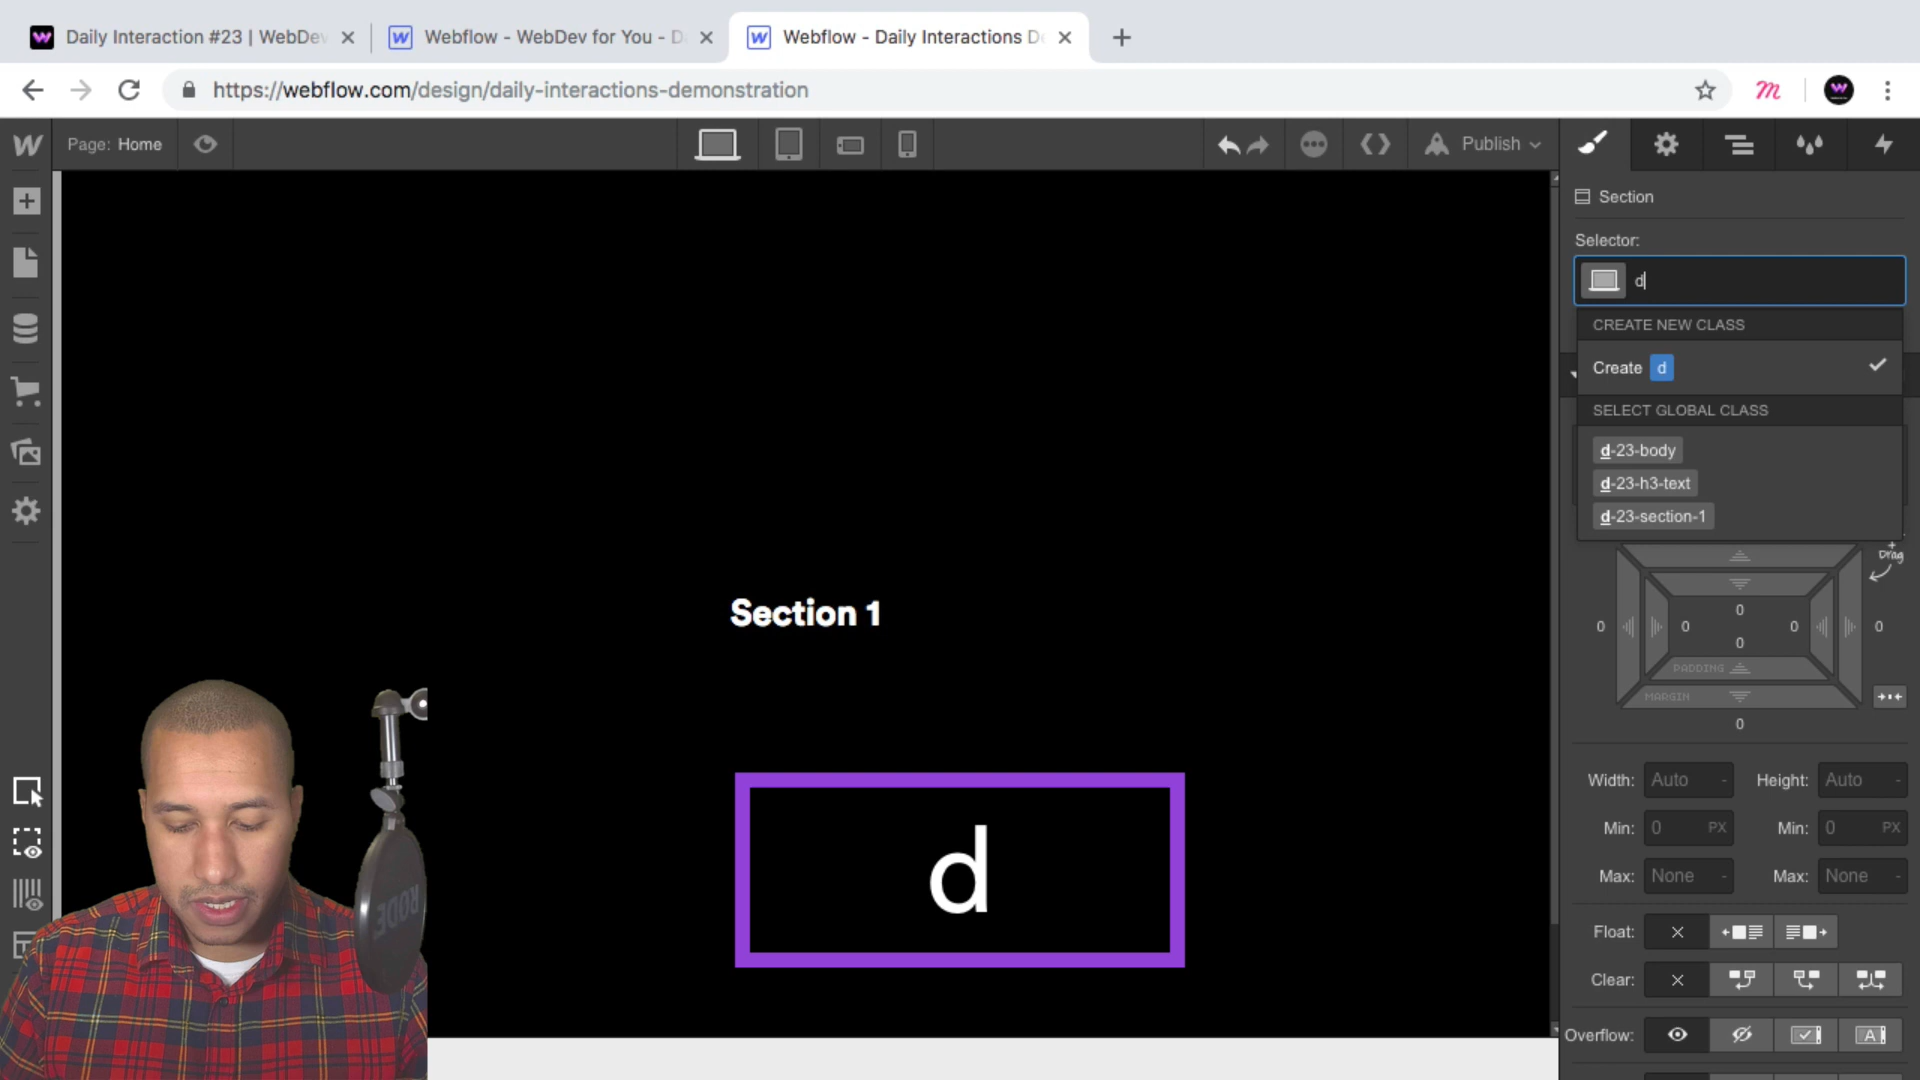 Daily Interaction #23 | WebDev
Webflow - WebDev for You - D
Webflow - Daily Interactions De
https://webflow.com/design/daily-interactions-demonstration
Page: Home
Publish
Section
Selector:
d
CREATE NEW CLASS
Create d
SELECT GLOBAL CLASS
d-23-body
d-23-h3-text
d-23-section-1
Drag
0
0 0 0 0
0
PADDING
MARGIN
0
Section 1
d
RODE
Width: Auto - Height: Auto -
Min: 0 PX Min: 0 PX
Max: None - Max: None -
Float:
Clear:
Overflow:
A